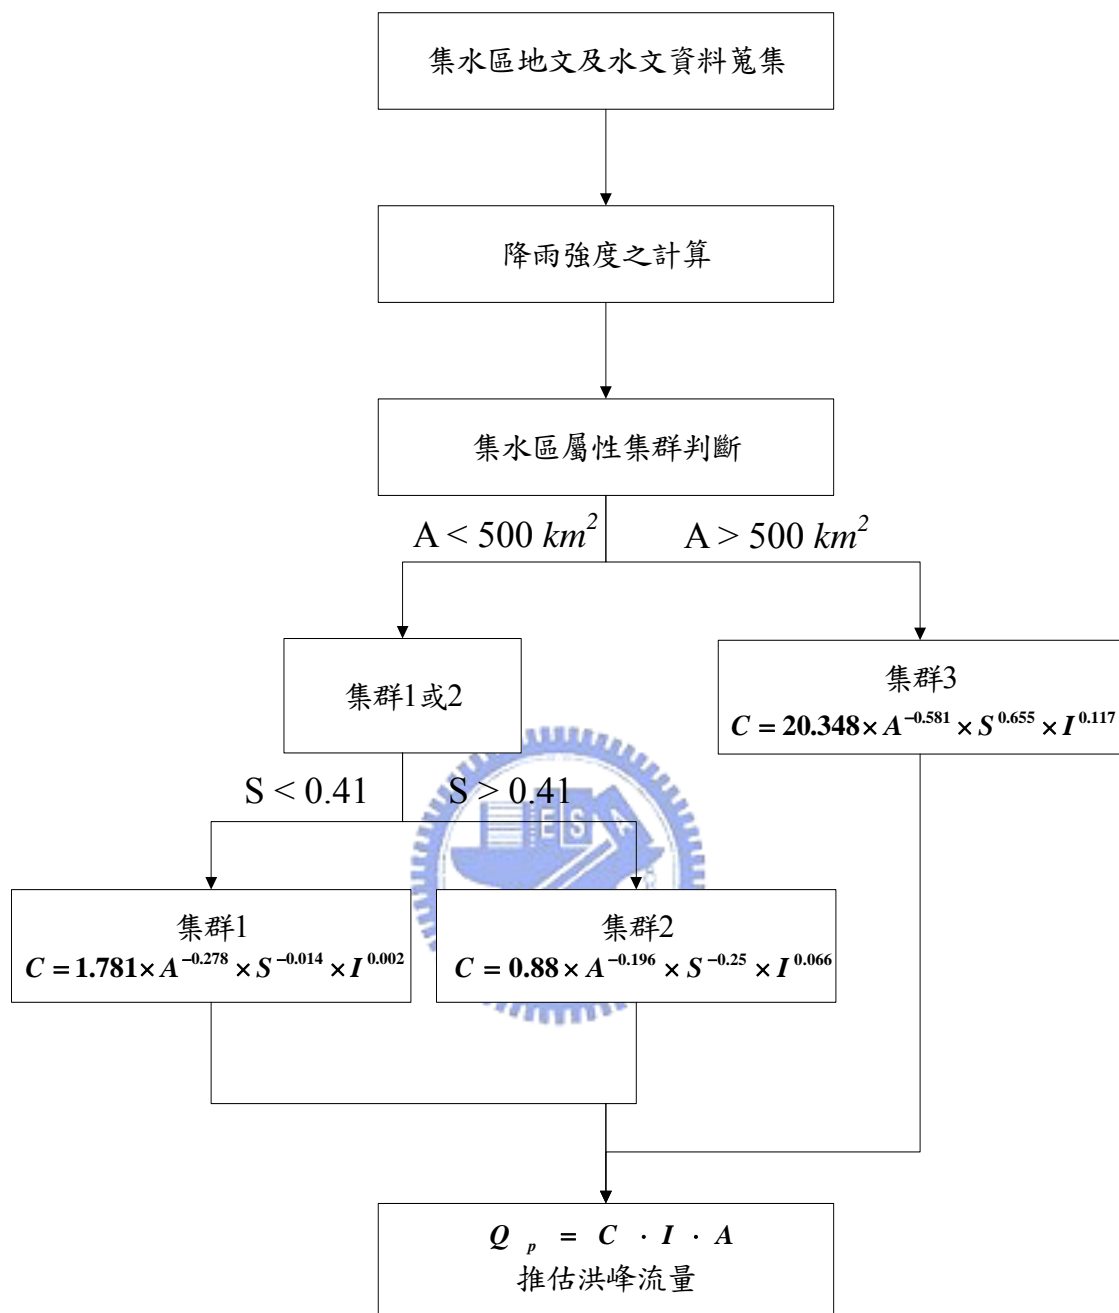 集水區地文及水文資料蒐集
降雨強度之計算
集水區屬性集群判斷
A < 500 km²
A > 500 km²
集群1或2
集群3
C = 20.348 × A^−0.581 × S^0.655 × I^0.117
S < 0.41
S > 0.41
ES
集群1
C = 1.781 × A^−0.278 × S^−0.014 × I^0.002
集群2
C = 0.88 × A^−0.196 × S^−0.25 × I^0.066
Q_p = C · I · A
推估洪峰流量